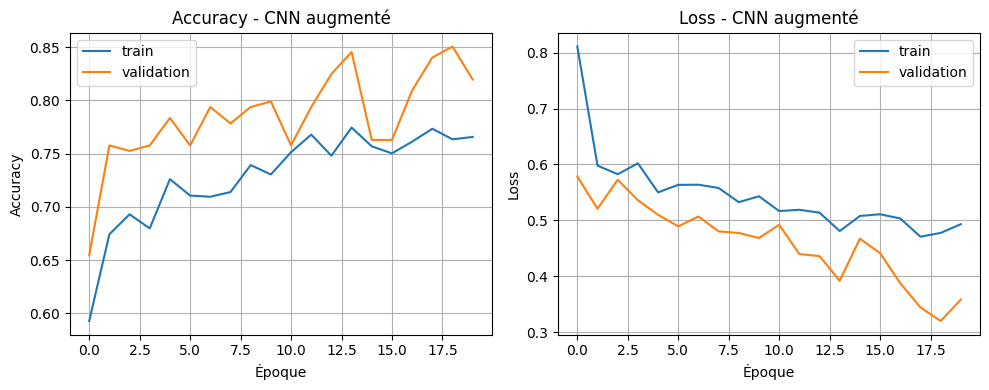 Accuracy - CNN augmenté
train
validation
0.85
0.80
0.75
0.70
0.65
0.60
Accuracy
0.0 2.5 5.0 7.5 10.0 12.5 15.0 17.5
Époque
Loss - CNN augmenté
train
validation
0.8
0.7
0.6
0.5
0.4
0.3
Loss
0.0 2.5 5.0 7.5 10.0 12.5 15.0 17.5
Époque